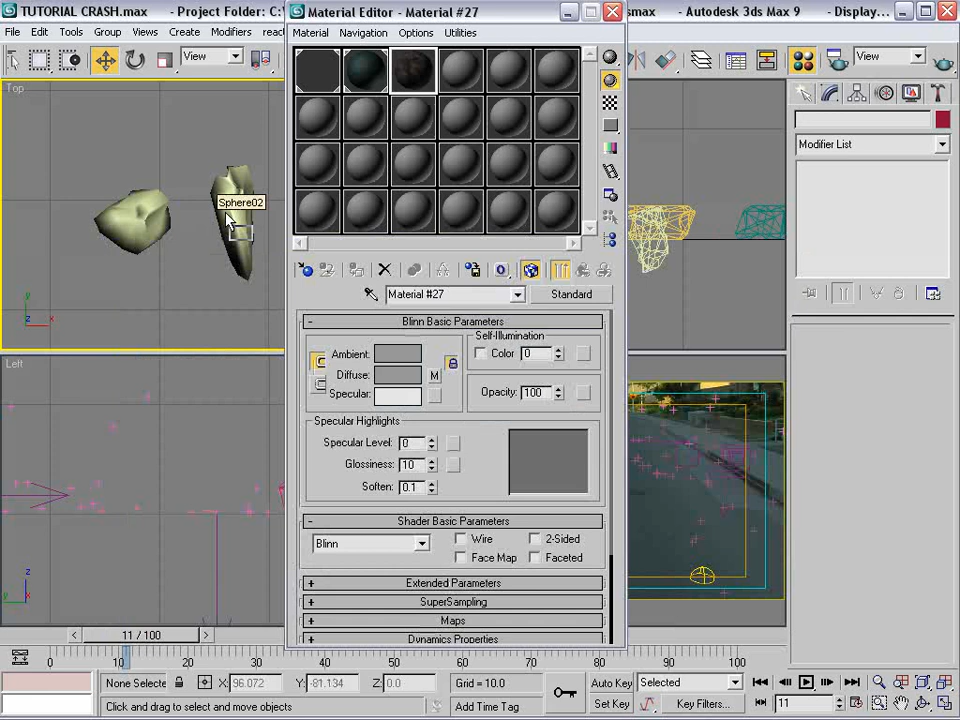 TUTORIAL CRASH.max - Project Folder: C:\
Material Editor - Material #27
smax - Autodesk 3ds Max 9 - Display...
File Edit Tools Group Views Create Modifiers
Material Navigation Options Utilities
View
View
Top
Modifier List
Sphere02
y
z x
Material #27
Standard
- Blinn Basic Parameters
Ambient:
Diffuse: M
Specular:
Self-Illumination
Color 0
Opacity: 100
Left
Specular Highlights
Specular Level: 0
Glossiness: 10
Soften: 0.1
- Shader Basic Parameters
Blinn
Wire 2-Sided
Face Map Faceted
+ Extended Parameters
+ SuperSampling
+ Maps
+ Dynamics Properties
z
y x
< 11 / 100 >
0 10 20 30 40 50 60 70 80 90 100
None Selecte X: 96.072 Y: -81.134 Z: 0.0 Grid = 10.0 Auto Key Selected
Click and drag to select and move objects Add Time Tag Set Key Key Filters... 11